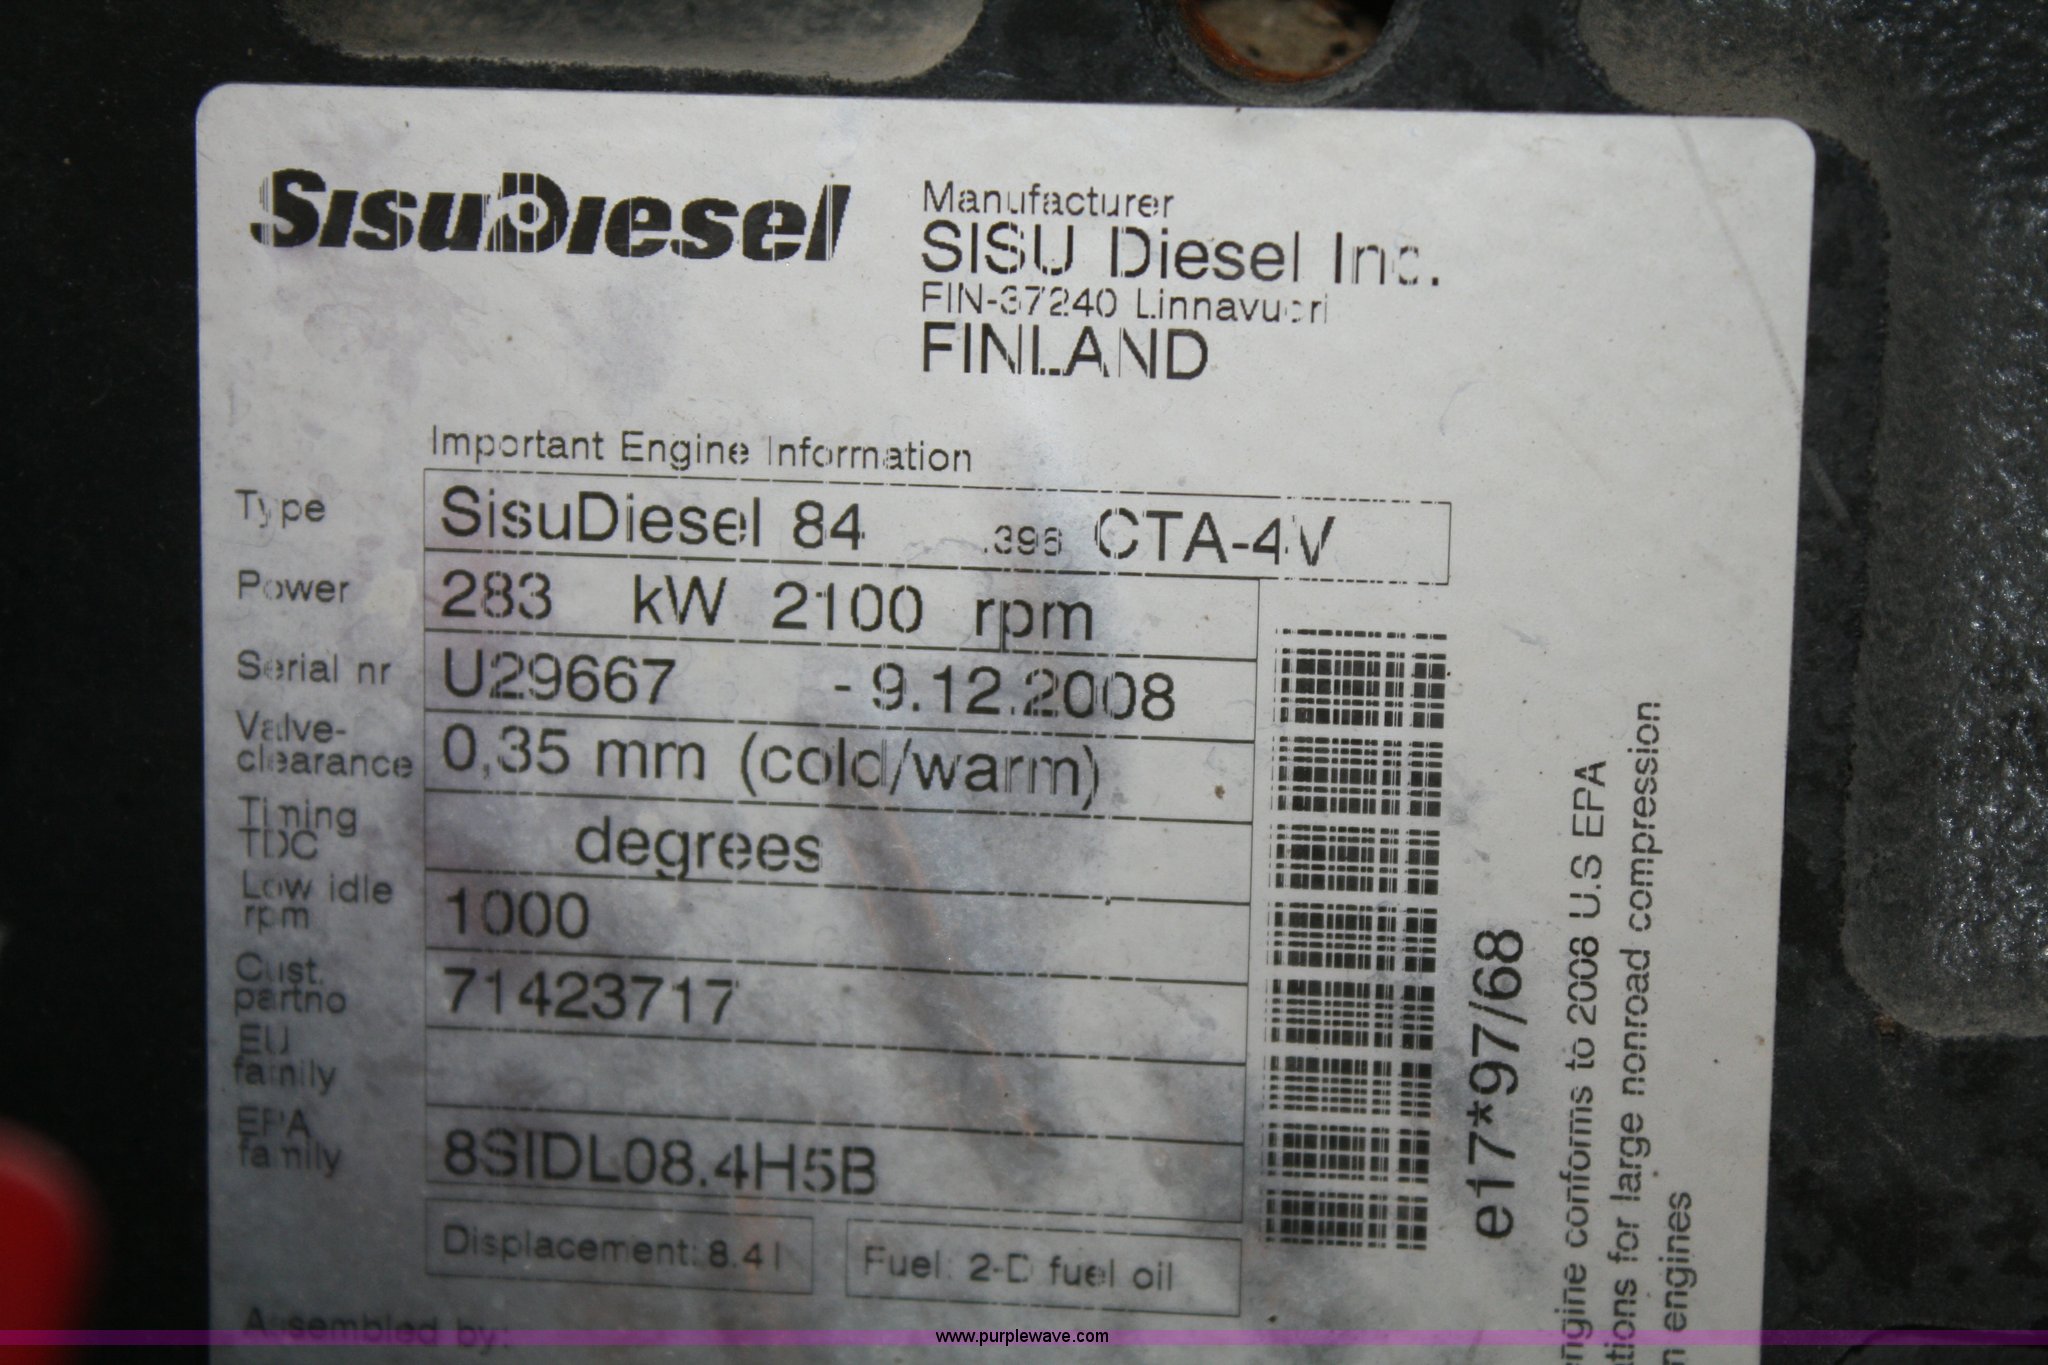 SisuDiesel
Manufacturer
SISU Diesel Inc.
FIN-37240 Linnavuori
FINLAND
Important Engine Information
Type SisuDiesel 84 .396 CTA-4V
Power 283 kW 2100 rpm
Serial nr U29667 - 9.12.2008
Valve-
clearance 0,35 mm (cold/warm)
Timing
TDC degrees
Low idle
rpm 1000
Cust.
partno 71423717
EU
family
EPA
family 8SIDL08.4H5B
Displacement: 8.4 l Fuel: 2-D fuel oil
Assembled by:
e17*97/68
engine conforms to 2008 U.S EPA
for large nonroad compression
engines
www.purplewave.com